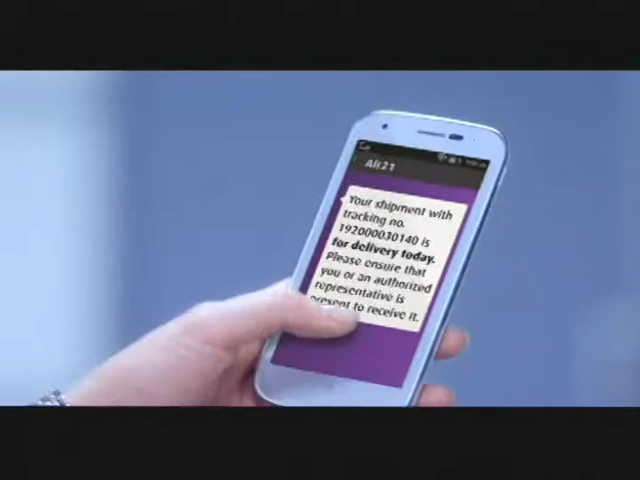 Air21
Your shipment with
tracking no.
192000030140 is
for delivery today.
Please ensure that
you or an authorized
representative is
present to receive it.